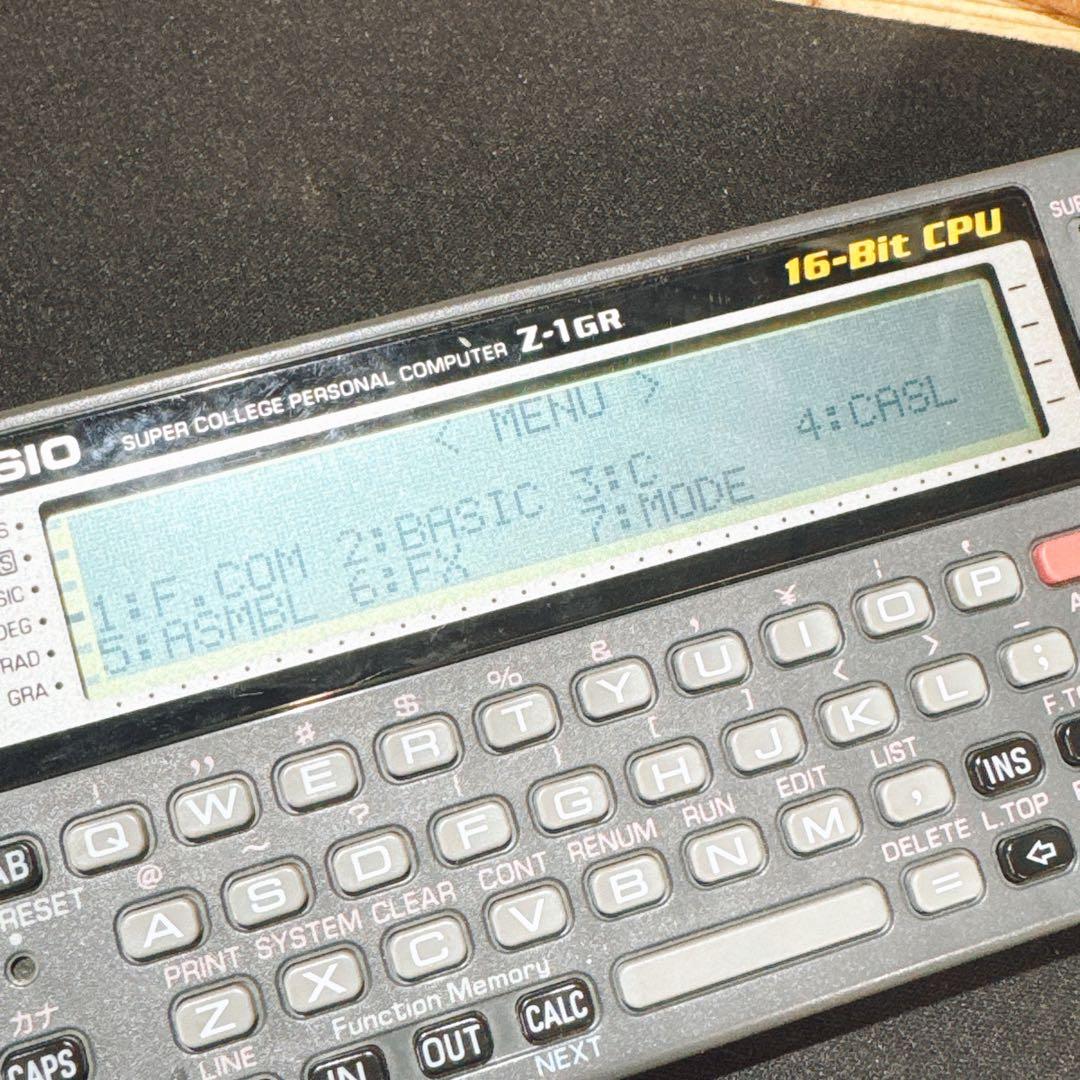 16-Bit CPU
SIO SUPER COLLEGE PERSONAL COMPUTER Z-1GR
< MENU >
1:F.COM 2:BASIC 3:C 4:CASL
5:ASMBL 6:FX 7:MODE
S
SIC
DEG
RAD
GRA
" # $ % & ' ¥
Q W E R T Y U I O P
@ ~ ? { } [ ] < >
A S D F G H J K L ;
AB
RESET
PRINT SYSTEM CLEAR CONT RENUM RUN EDIT LIST
Z X C V B N M , INS
DELETE L.TOP
= ⇦
カナ
CAPS
LINE
Function Memory
IN OUT CALC
NEXT